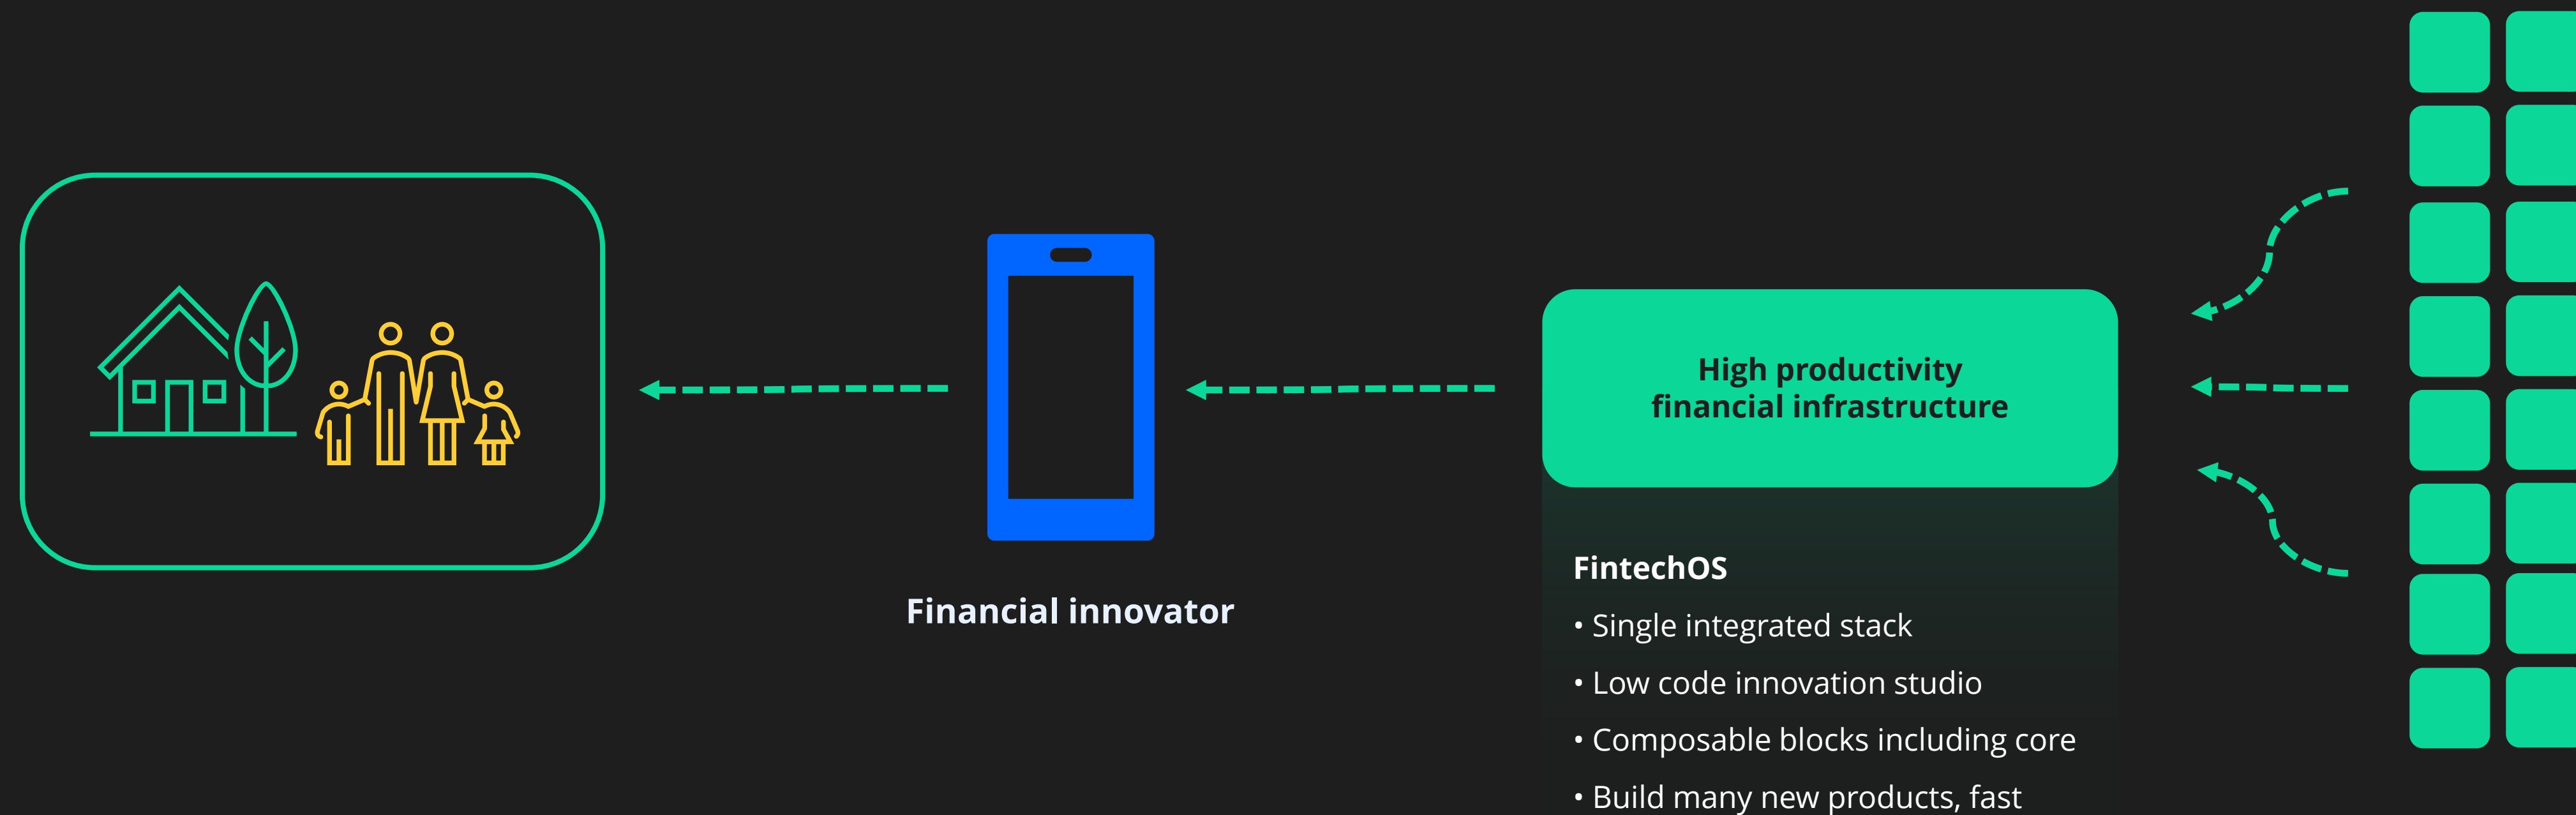 High productivity
financial infrastructure
Financial innovator
FintechOS
• Single integrated stack
• Low code innovation studio
• Composable blocks including core
• Build many new products, fast